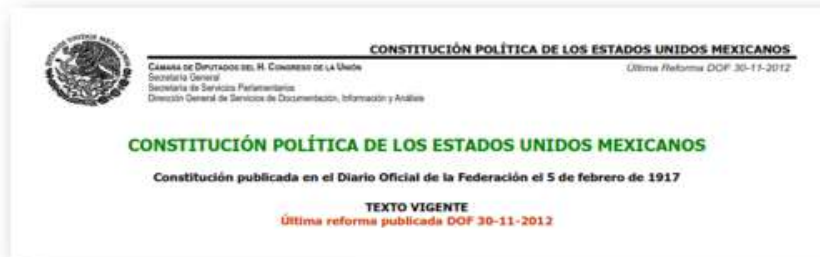 CONSTITUCIÓN POLÍTICA DE LOS ESTADOS UNIDOS MEXICANOS
CÁMARA DE DIPUTADOS DEL H. CONGRESO DE LA UNIÓN
Última Reforma DOF 30-11-2012
Secretaría General
Secretaría de Servicios Parlamentarios
Dirección General de Servicios de Documentación, Información y Análisis
CONSTITUCIÓN POLÍTICA DE LOS ESTADOS UNIDOS MEXICANOS
Constitución publicada en el Diario Oficial de la Federación el 5 de febrero de 1917
TEXTO VIGENTE
Última reforma publicada DOF 30-11-2012